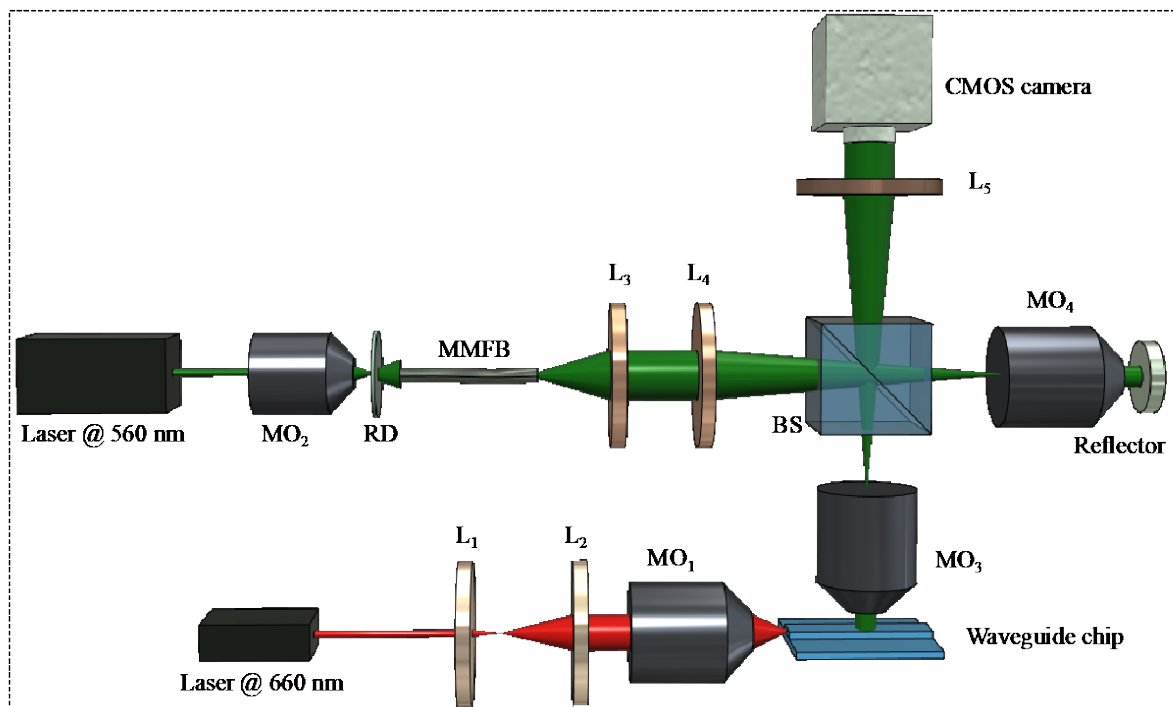 CMOS camera
L5
L3
L4
MO4
MMFB
Laser @ 560 nm
MO2
RD
BS
Reflector
L1
L2
MO1
MO3
Waveguide chip
Laser @ 660 nm